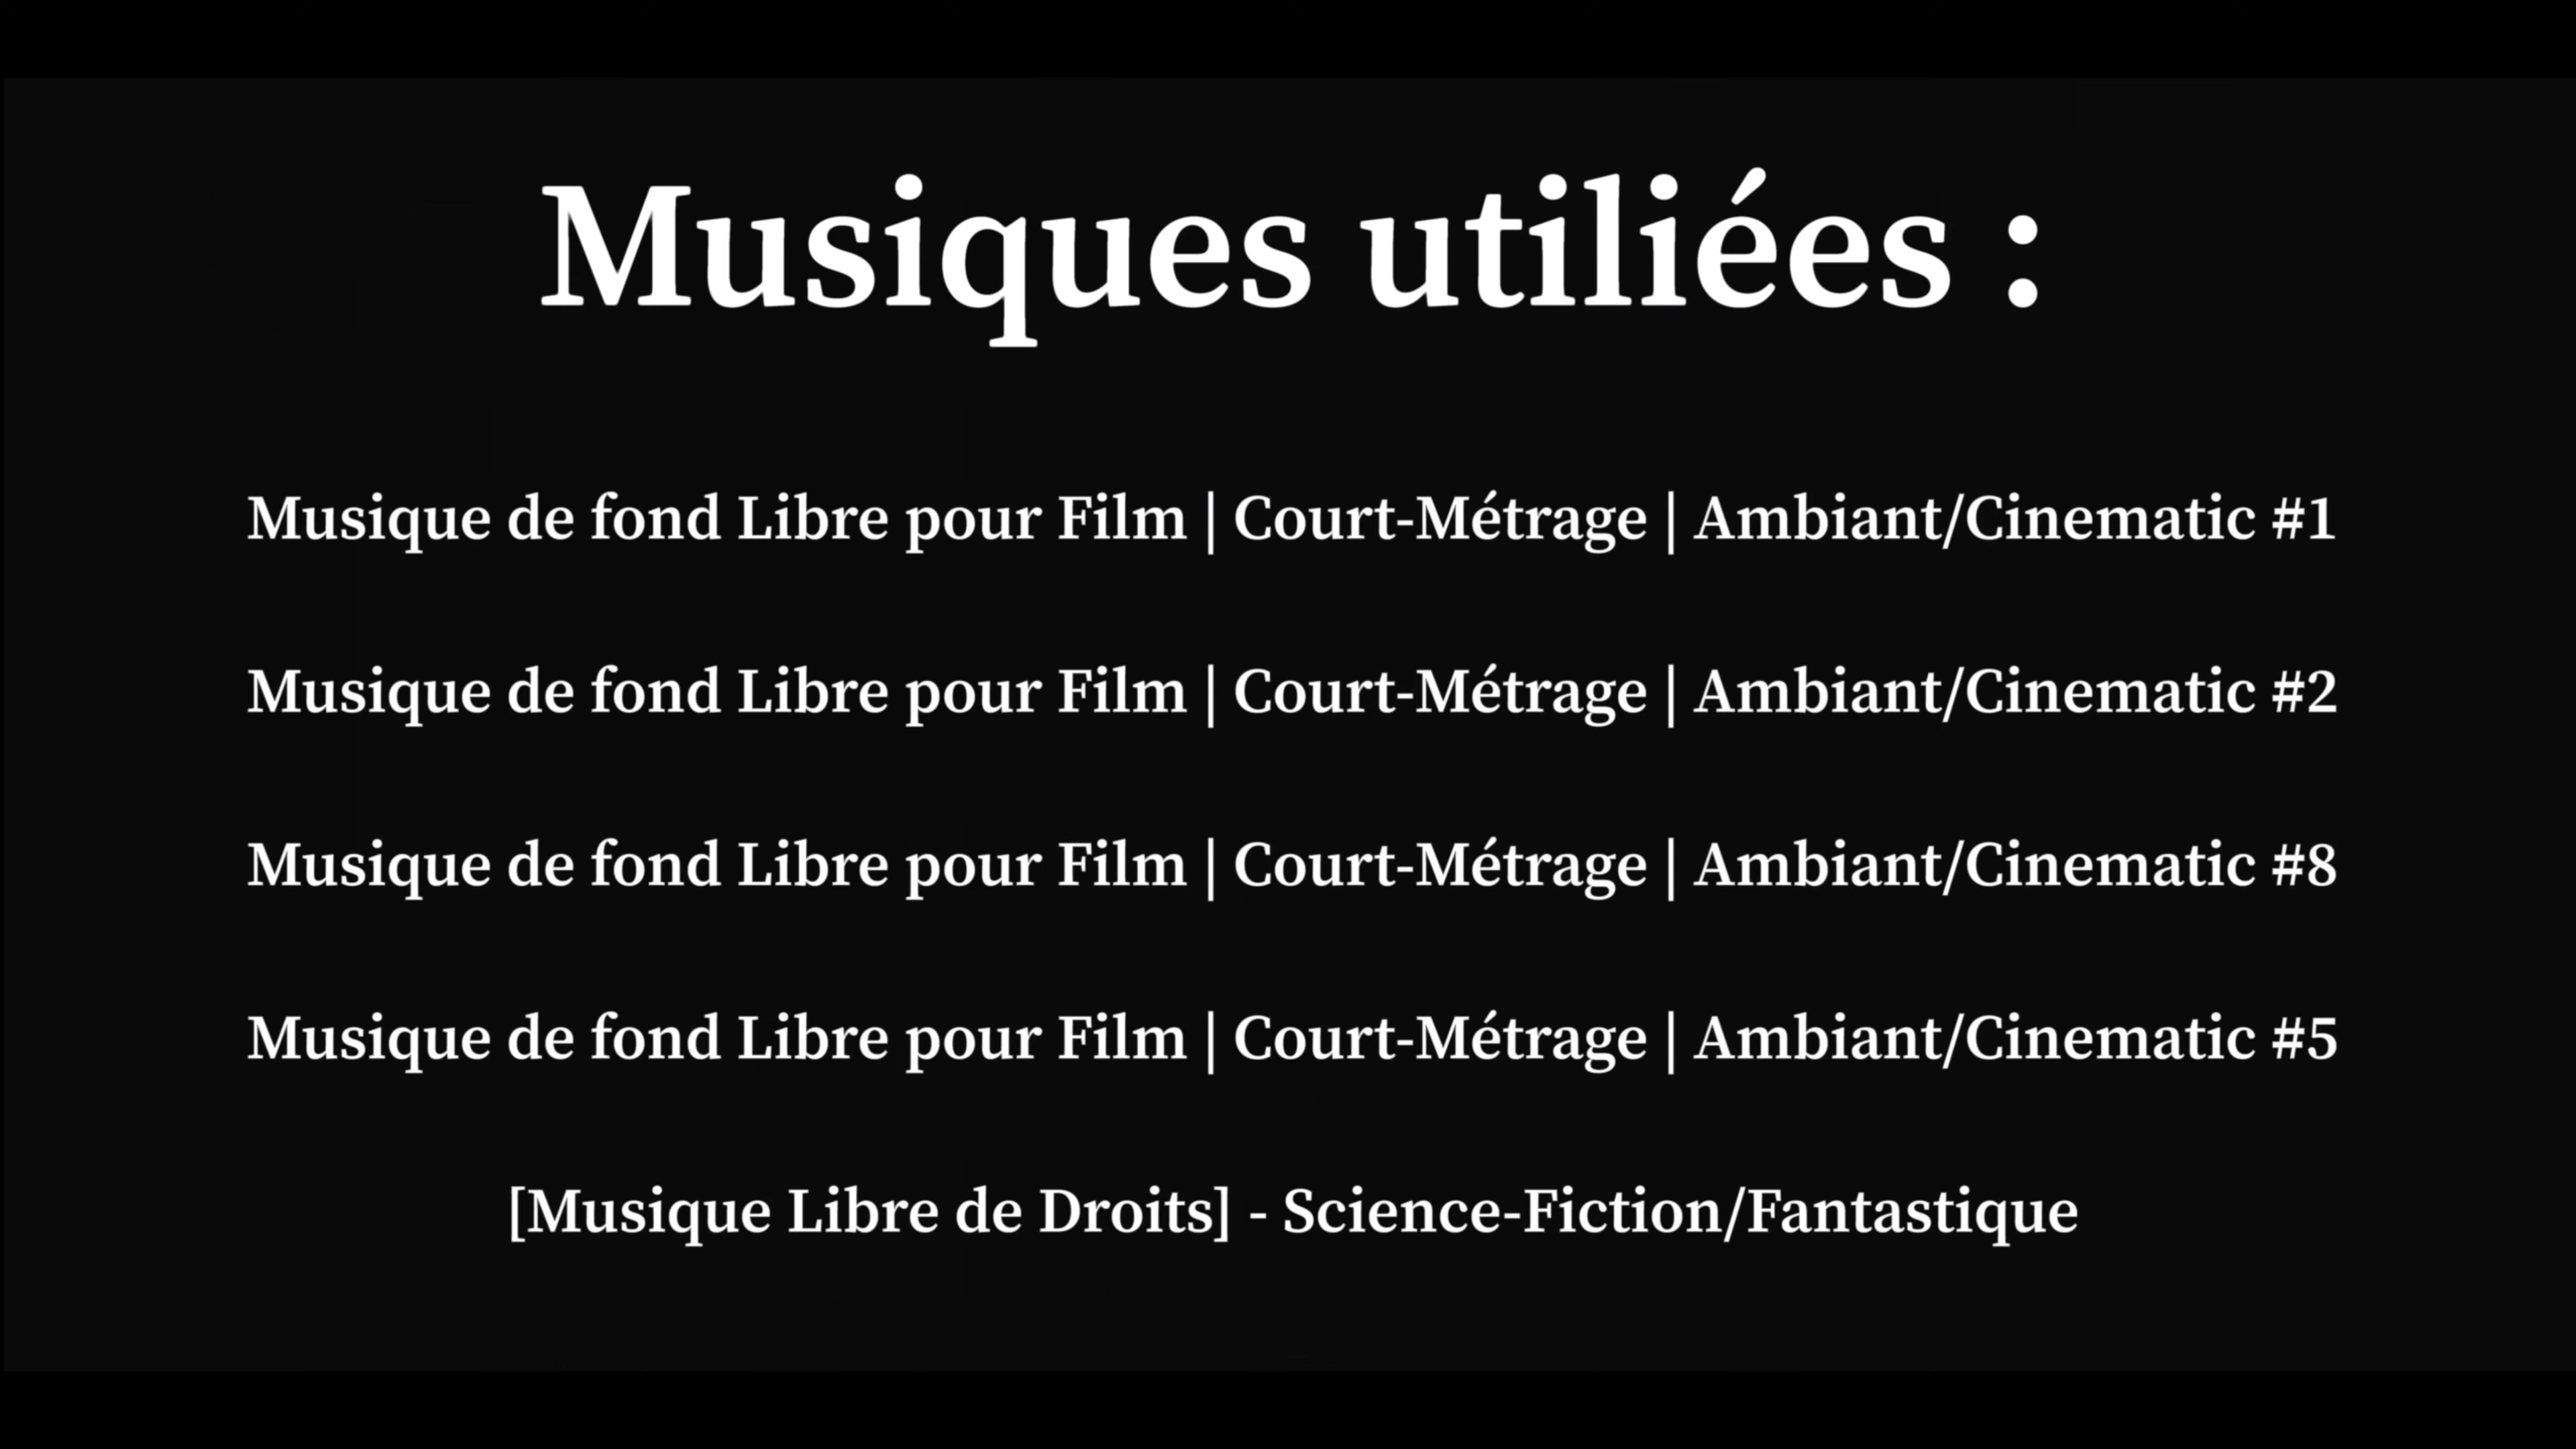 Musiques utiliées :
Musique de fond Libre pour Film | Court-Métrage | Ambiant/Cinematic #1
Musique de fond Libre pour Film | Court-Métrage | Ambiant/Cinematic #2
Musique de fond Libre pour Film | Court-Métrage | Ambiant/Cinematic #8
Musique de fond Libre pour Film | Court-Métrage | Ambiant/Cinematic #5
[Musique Libre de Droits] - Science-Fiction/Fantastique